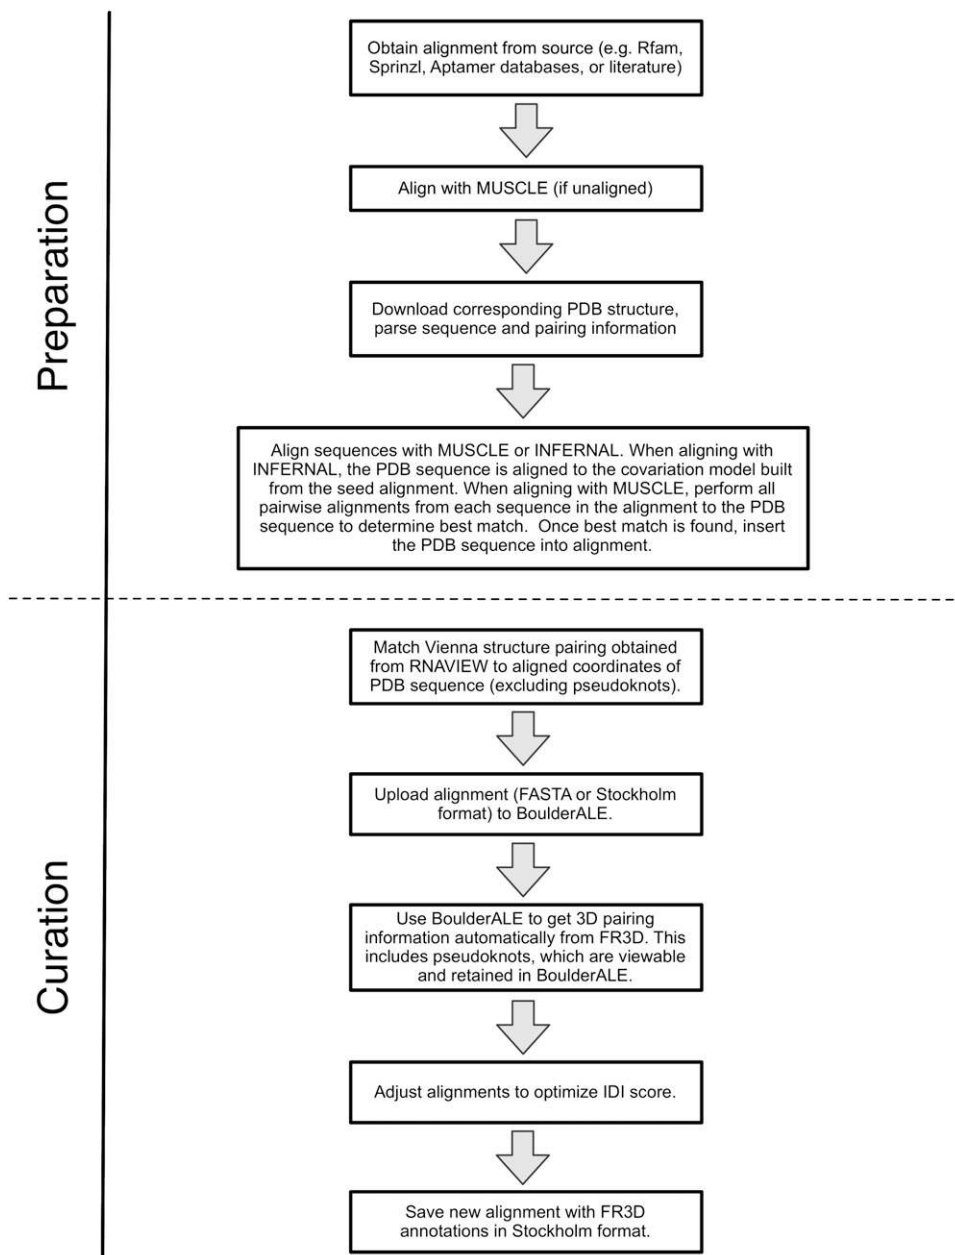 Preparation
Obtain alignment from source (e.g. Rfam,
Sprinzl, Aptamer databases, or literature)
Align with MUSCLE (if unaligned)
Download corresponding PDB structure,
parse sequence and pairing information
Align sequences with MUSCLE or INFERNAL. When aligning with
INFERNAL, the PDB sequence is aligned to the covariation model built
from the seed alignment. When aligning with MUSCLE, perform all
pairwise alignments from each sequence in the alignment to the PDB
sequence to determine best match. Once best match is found, insert
the PDB sequence into alignment.
Curation
Match Vienna structure pairing obtained
from RNAVIEW to aligned coordinates of
PDB sequence (excluding pseudoknots).
Upload alignment (FASTA or Stockholm
format) to BoulderALE.
Use BoulderALE to get 3D pairing
information automatically from FR3D. This
includes pseudoknots, which are viewable
and retained in BoulderALE.
Adjust alignments to optimize IDI score.
Save new alignment with FR3D
annotations in Stockholm format.